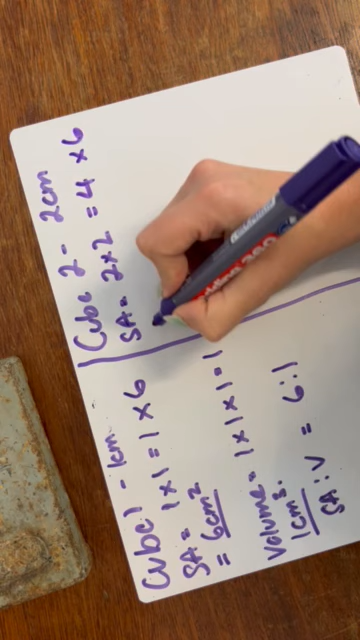 Cube 1 - 1cm
SA = 1x1 = 1 x 6
= 6cm2
Volume = 1x1x1 = 1
1cm3.
SA:V = 6:1
Cube 2 - 2cm
SA = 2x2 = 4 x 6